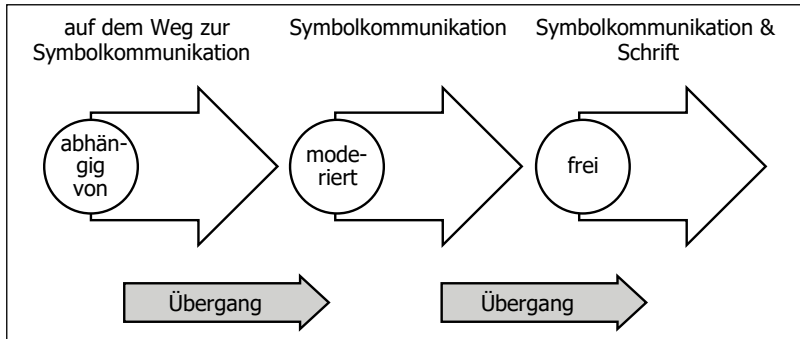 auf dem Weg zur
Symbolkommunikation
Symbolkommunikation
Symbolkommunikation &
Schrift
abhän-
gig
von
mode-
riert
frei
Übergang
Übergang